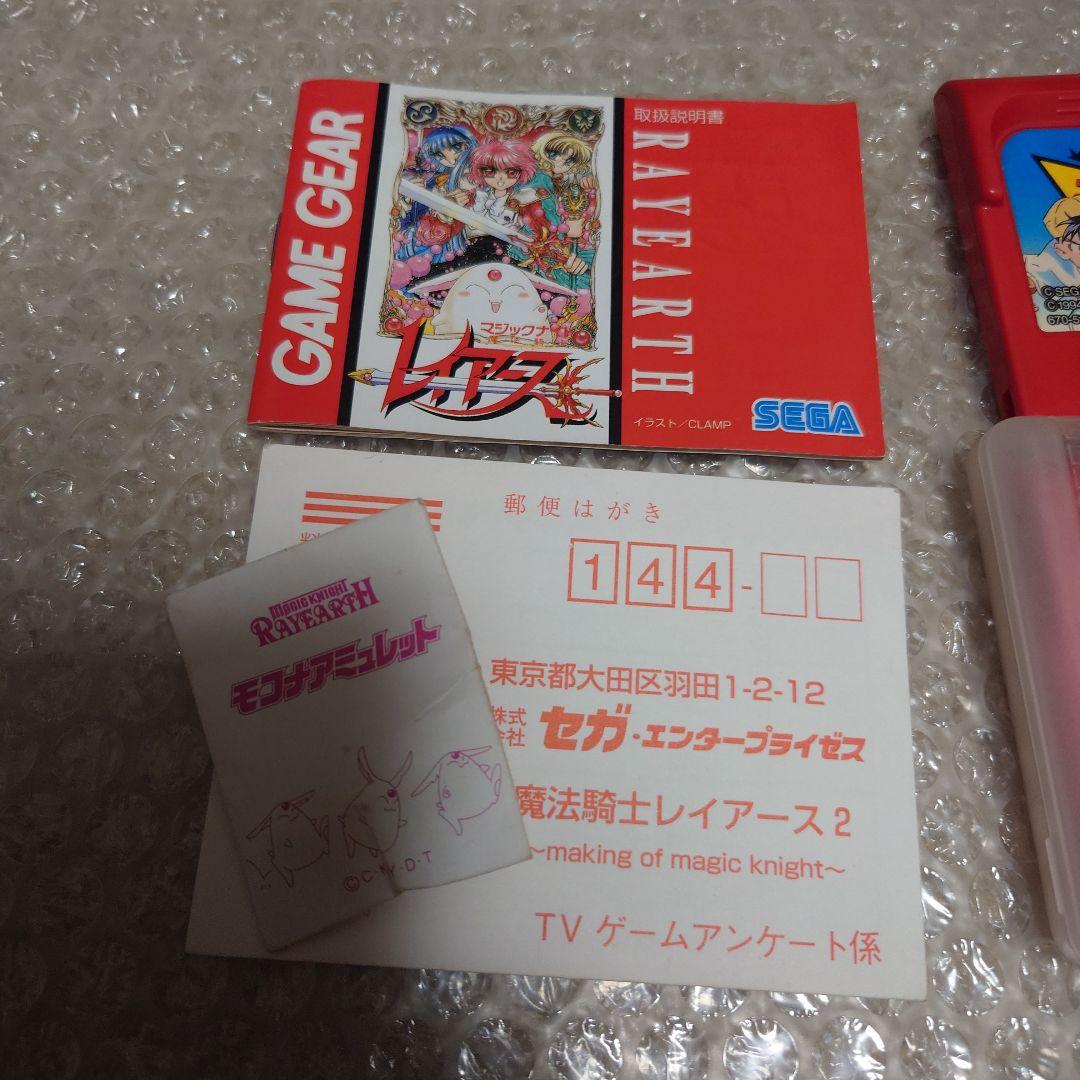 GAME GEAR
マジックナイト
レイアース
取扱説明書
RAYEARTH
イラスト/CLAMP
SEGA
郵便はがき
144-
東京都大田区羽田1-2-12
株式
会社
セガ・エンタープライゼス
魔法騎士レイアース2
~making of magic knight~
TVゲームアンケート係
MAGIC KNIGHT
RAYEARTH
モコナアミュレット
©C・K・Y・D・T
©SEG
©199
670-5